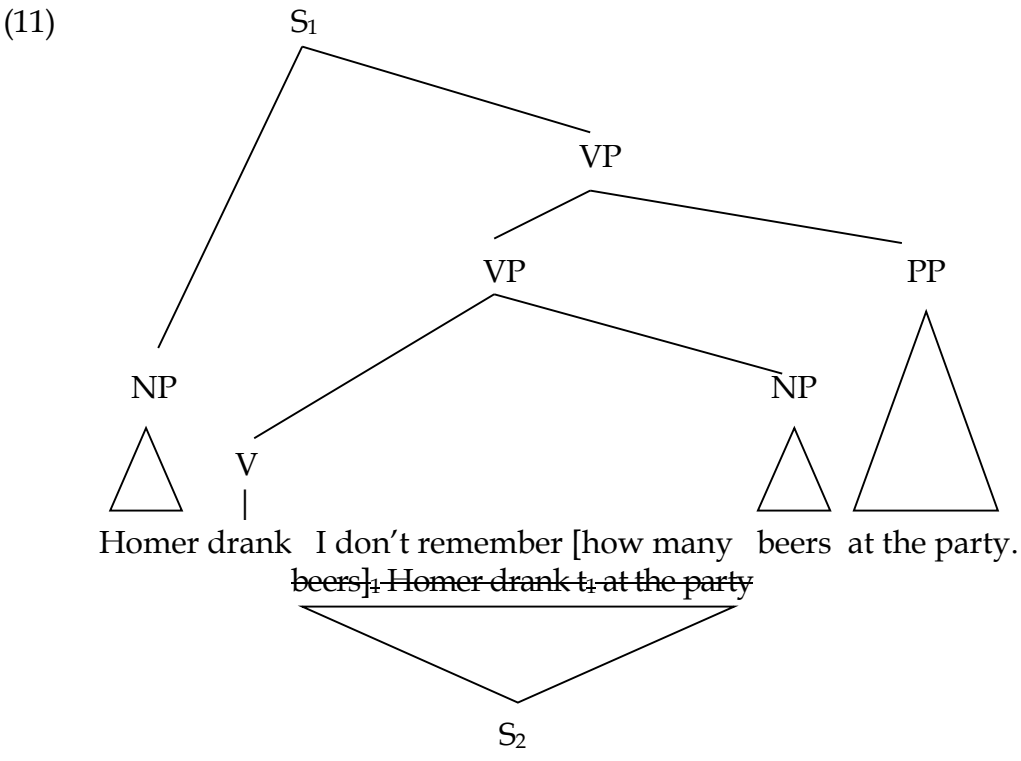 (11)
S₁
VP
VP PP
NP NP
V
Homer drank I don't remember [how many beers at the party.
beers]₁ Homer drank t₁ at the party
S₂